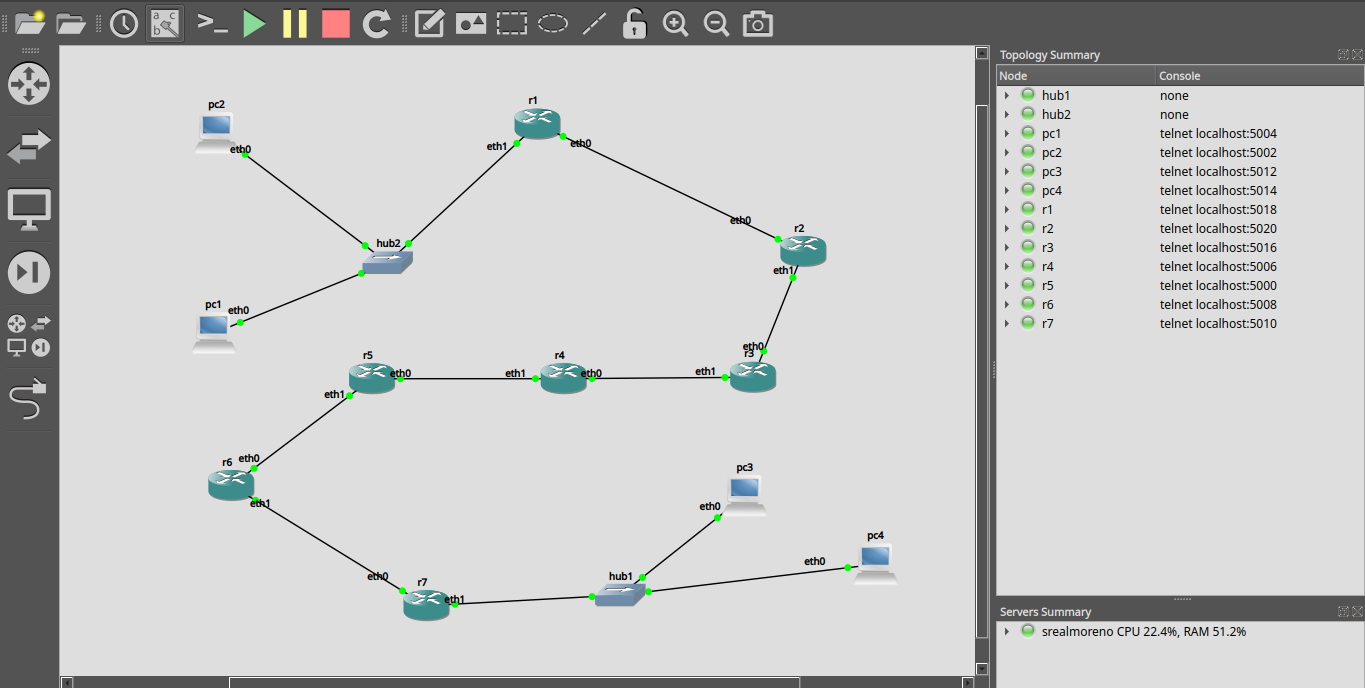 pc2
eth0
r1
eth1
eth0
hub2
eth0
r2
eth1
pc1
eth0
r5
eth0
eth1
r4
eth1
eth0
eth0
r3
eth1
r6
eth0
eth1
pc3
eth0
pc4
eth0
eth0
r7
eth1
hub1
Topology Summary
Node Console
hub1 none
hub2 none
pc1 telnet localhost:5004
pc2 telnet localhost:5002
pc3 telnet localhost:5012
pc4 telnet localhost:5014
r1 telnet localhost:5018
r2 telnet localhost:5020
r3 telnet localhost:5016
r4 telnet localhost:5006
r5 telnet localhost:5000
r6 telnet localhost:5008
r7 telnet localhost:5010
Servers Summary
srealmoreno CPU 22.4%, RAM 51.2%